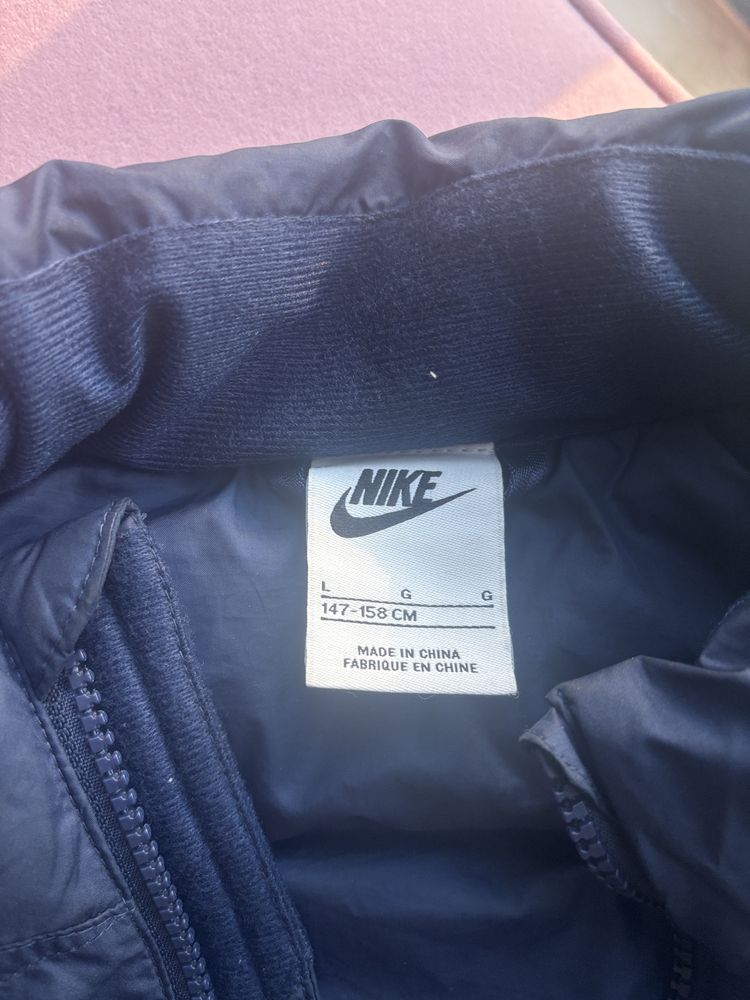 NIKE
L G G
147-158 CM
MADE IN CHINA
FABRIQUE EN CHINE